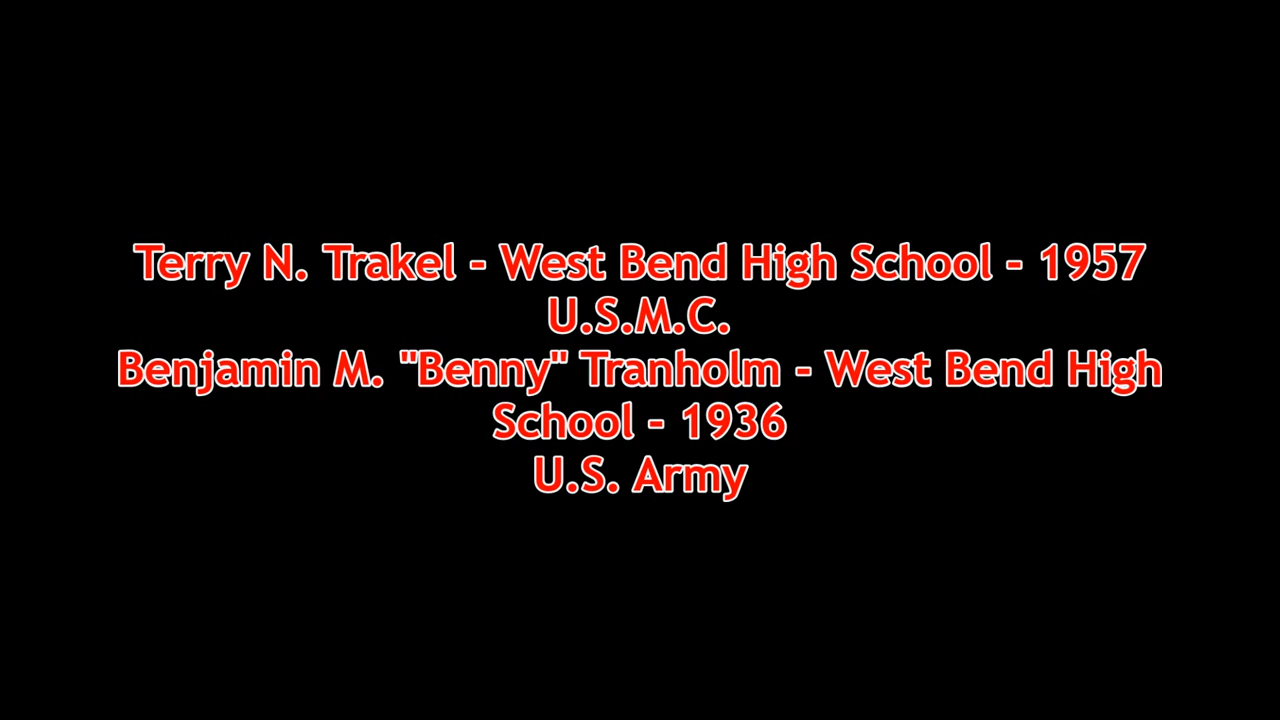 Terry N. Trakel - West Bend High School - 1957
U.S.M.C.
Benjamin M. "Benny" Tranholm - West Bend High
School - 1936
U.S. Army